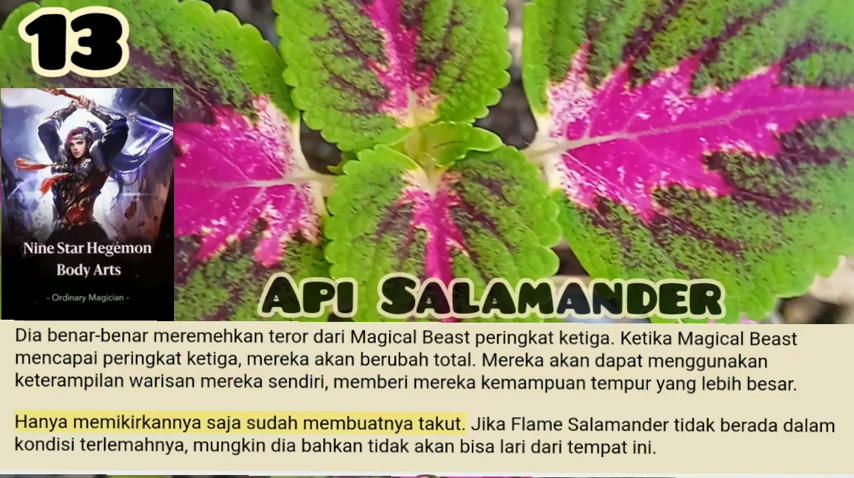 13
Nine Star Hegemon
Body Arts
- Ordinary Magician -
Api Salamander
Dia benar-benar meremehkan teror dari Magical Beast peringkat ketiga. Ketika Magical Beast
mencapai peringkat ketiga, mereka akan berubah total. Mereka akan dapat menggunakan
keterampilan warisan mereka sendiri, memberi mereka kemampuan tempur yang lebih besar.
Hanya memikirkannya saja sudah membuatnya takut. Jika Flame Salamander tidak berada dalam
kondisi terlemahnya, mungkin dia bahkan tidak akan bisa lari dari tempat ini.